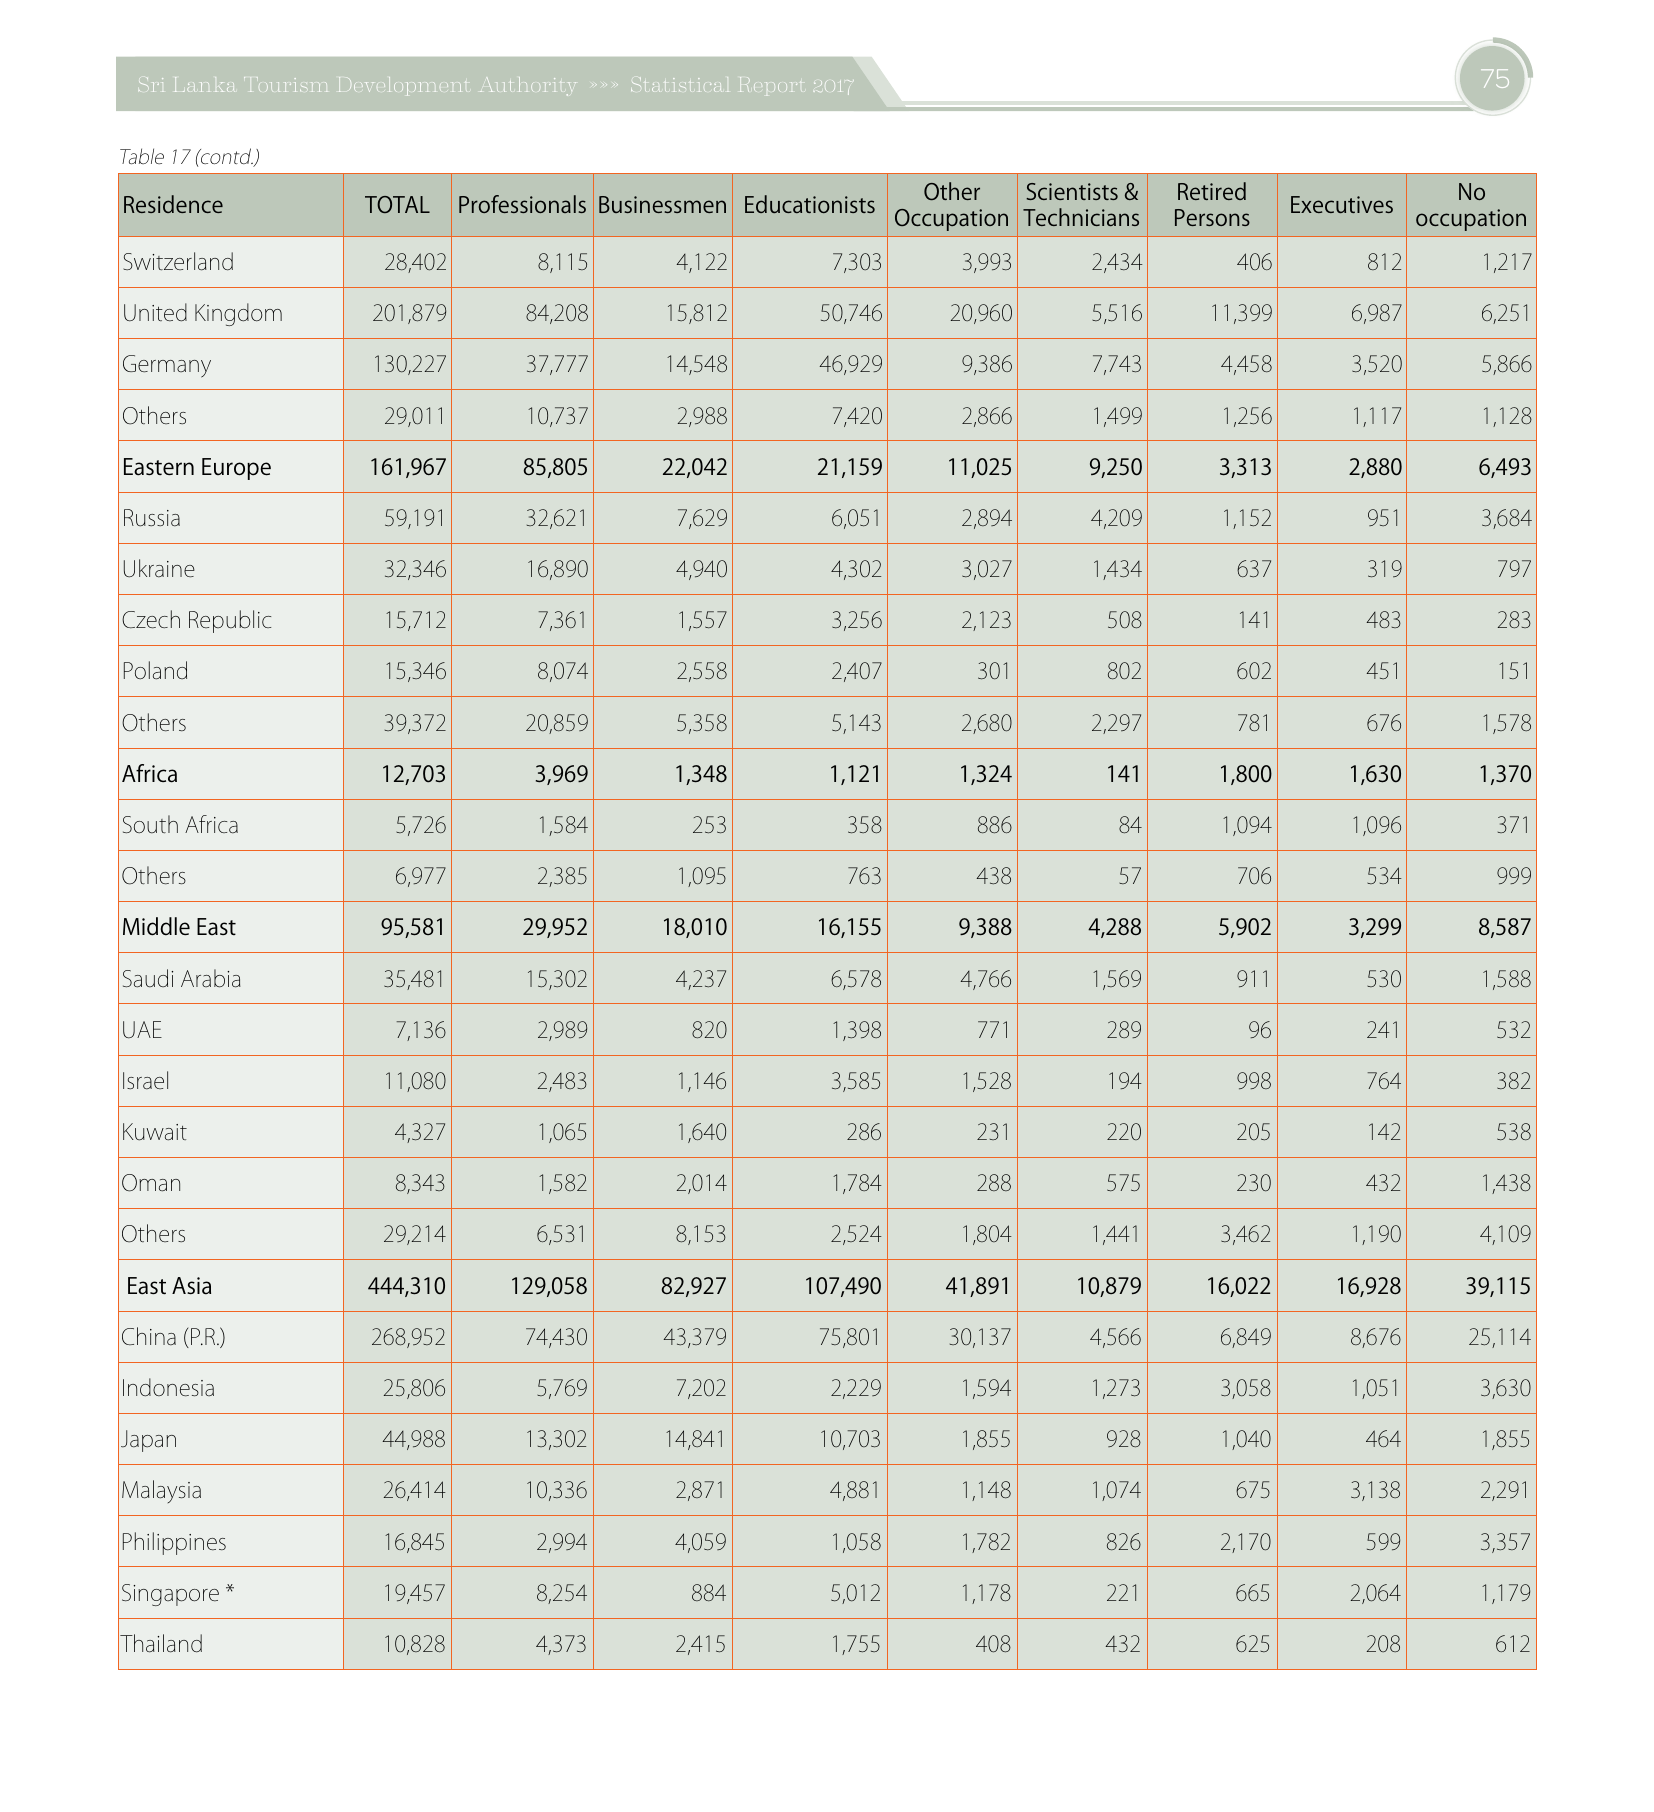 Sri Lanka Tourism Development Authority »»» Statistical Report 2017
75
Table 17 (contd.)
Residence TOTAL Professionals Businessmen Educationists Other Occupation Scientists & Technicians Retired Persons Executives No occupation
Switzerland 28,402 8,115 4,122 7,303 3,993 2,434 406 812 1,217
United Kingdom 201,879 84,208 15,812 50,746 20,960 5,516 11,399 6,987 6,251
Germany 130,227 37,777 14,548 46,929 9,386 7,743 4,458 3,520 5,866
Others 29,011 10,737 2,988 7,420 2,866 1,499 1,256 1,117 1,128
Eastern Europe 161,967 85,805 22,042 21,159 11,025 9,250 3,313 2,880 6,493
Russia 59,191 32,621 7,629 6,051 2,894 4,209 1,152 951 3,684
Ukraine 32,346 16,890 4,940 4,302 3,027 1,434 637 319 797
Czech Republic 15,712 7,361 1,557 3,256 2,123 508 141 483 283
Poland 15,346 8,074 2,558 2,407 301 802 602 451 151
Others 39,372 20,859 5,358 5,143 2,680 2,297 781 676 1,578
Africa 12,703 3,969 1,348 1,121 1,324 141 1,800 1,630 1,370
South Africa 5,726 1,584 253 358 886 84 1,094 1,096 371
Others 6,977 2,385 1,095 763 438 57 706 534 999
Middle East 95,581 29,952 18,010 16,155 9,388 4,288 5,902 3,299 8,587
Saudi Arabia 35,481 15,302 4,237 6,578 4,766 1,569 911 530 1,588
UAE 7,136 2,989 820 1,398 771 289 96 241 532
Israel 11,080 2,483 1,146 3,585 1,528 194 998 764 382
Kuwait 4,327 1,065 1,640 286 231 220 205 142 538
Oman 8,343 1,582 2,014 1,784 288 575 230 432 1,438
Others 29,214 6,531 8,153 2,524 1,804 1,441 3,462 1,190 4,109
East Asia 444,310 129,058 82,927 107,490 41,891 10,879 16,022 16,928 39,115
China (P.R.) 268,952 74,430 43,379 75,801 30,137 4,566 6,849 8,676 25,114
Indonesia 25,806 5,769 7,202 2,229 1,594 1,273 3,058 1,051 3,630
Japan 44,988 13,302 14,841 10,703 1,855 928 1,040 464 1,855
Malaysia 26,414 10,336 2,871 4,881 1,148 1,074 675 3,138 2,291
Philippines 16,845 2,994 4,059 1,058 1,782 826 2,170 599 3,357
Singapore * 19,457 8,254 884 5,012 1,178 221 665 2,064 1,179
Thailand 10,828 4,373 2,415 1,755 408 432 625 208 612